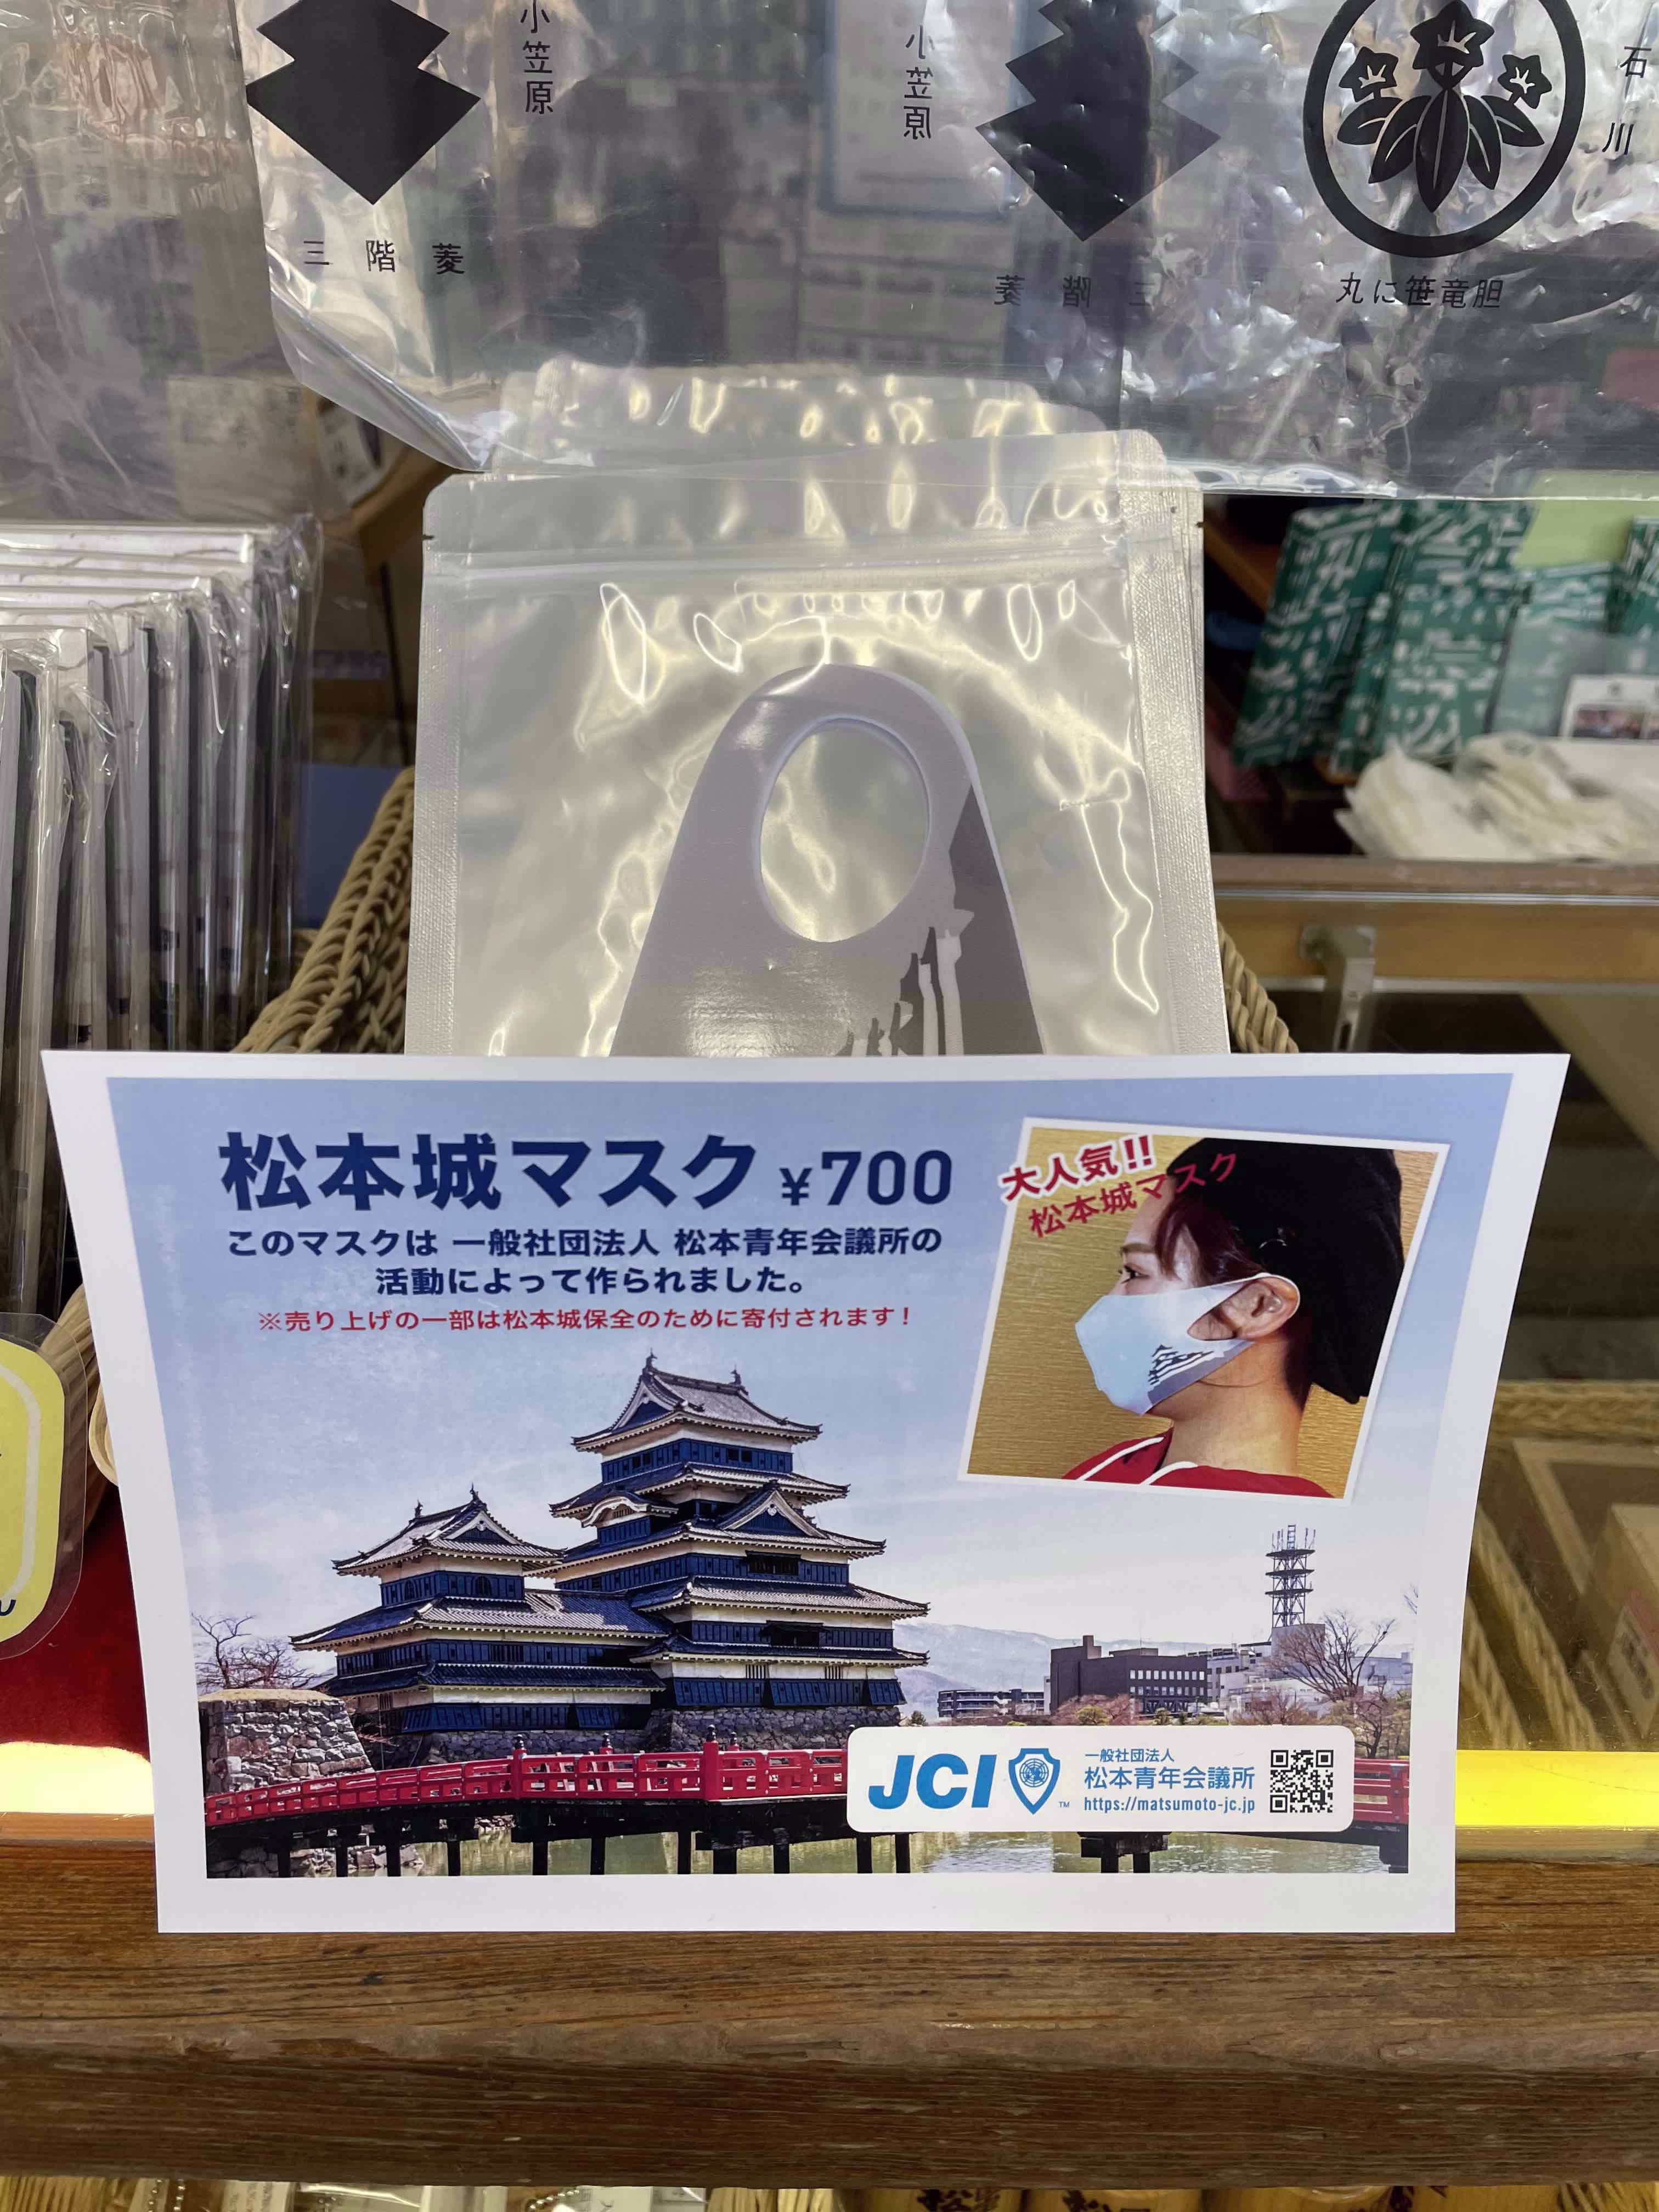 小笠原
三階菱
小笠原
三階菱
石川
丸に笹竜胆
松本城マスク ¥700
このマスクは 一般社団法人 松本青年会議所の
活動によって作られました。
※売り上げの一部は松本城保全のために寄付されます!
大人気!!
松本城マスク
JCI
TM
一般社団法人
松本青年会議所
https://matsumoto-jc.jp